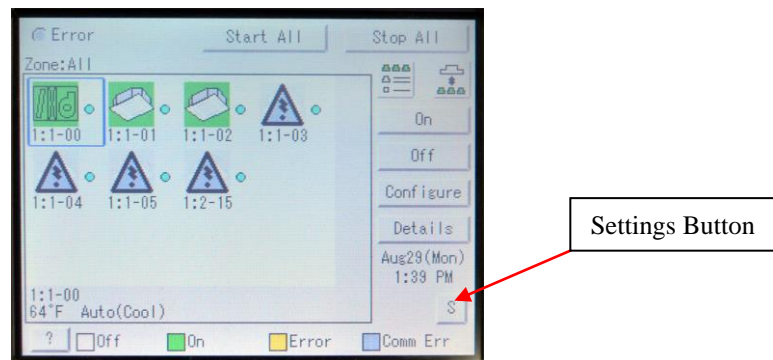 Error
Start All
Stop All
Zone:All
1:1-00
1:1-01
1:1-02
1:1-03
On
Off
1:1-04
1:1-05
1:2-15
Configure
Details
Aug29(Mon)
1:39 PM
1:1-00
64°F Auto(Cool)
S
?
Off
On
Error
Comm Err
Settings Button